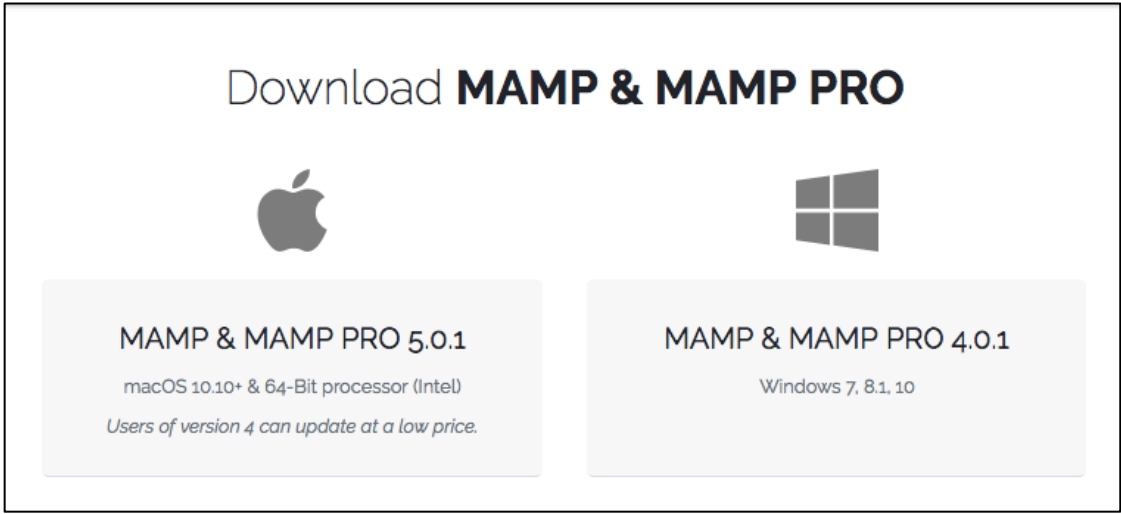 Download MAMP & MAMP PRO
MAMP & MAMP PRO 5.0.1
macOS 10.10+ & 64-Bit processor (Intel)
Users of version 4 can update at a low price.
MAMP & MAMP PRO 4.0.1
Windows 7, 8.1, 10